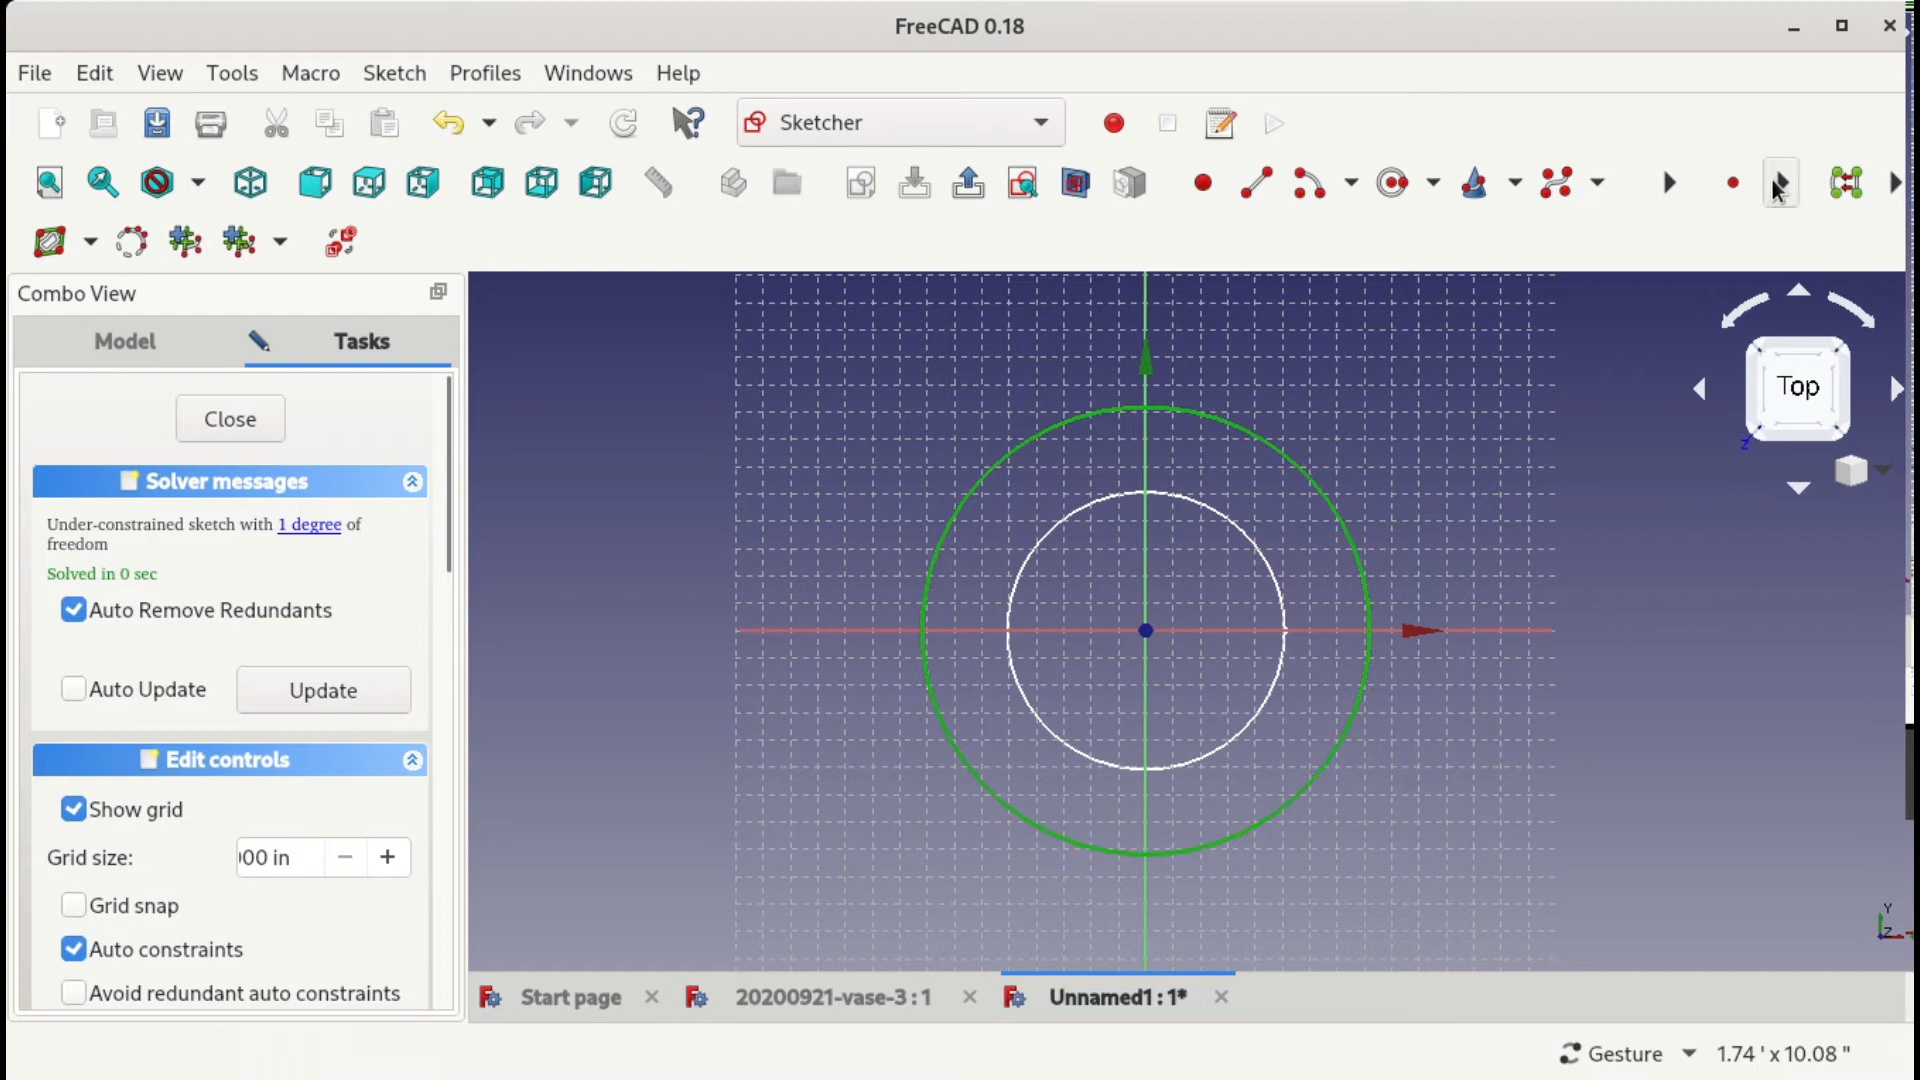 FreeCAD 0.18
File Edit View Tools Macro Sketch Profiles Windows Help
Sketcher
Combo View
Model Tasks
Close
Solver messages
Under-constrained sketch with 1 degree of
freedom
Solved in 0 sec
Auto Remove Redundants
Auto Update Update
Edit controls
Show grid
Grid size: 00 in
Grid snap
Auto constraints
Avoid redundant auto constraints
Top
Z
Y
Z
Start page 20200921-vase-3 : 1 Unnamed1 : 1*
Gesture 1.74 ' x 10.08 "